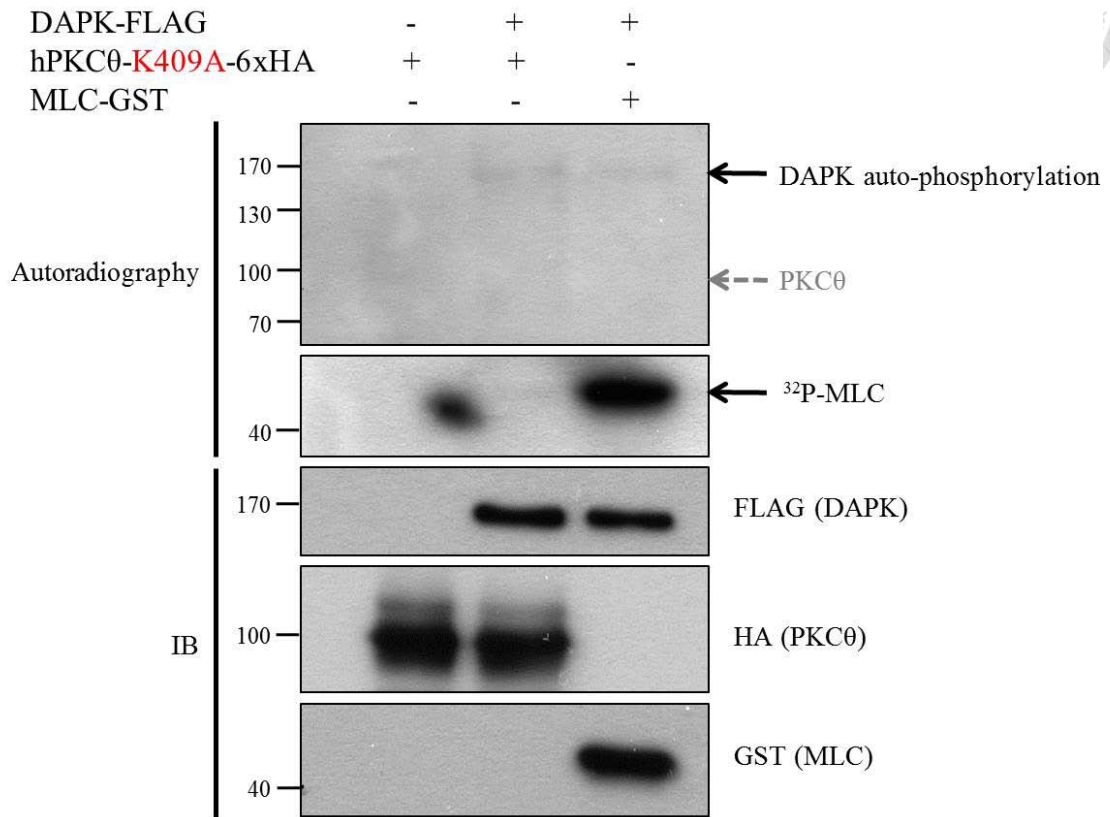 DAPK-FLAG - + +
hPKCθ-K409A-6xHA + + -
MLC-GST - - +
170
DAPK auto-phosphorylation
130
Autoradiography
100
PKCθ
70
³²P-MLC
40
170
FLAG (DAPK)
IB
100
HA (PKCθ)
GST (MLC)
40